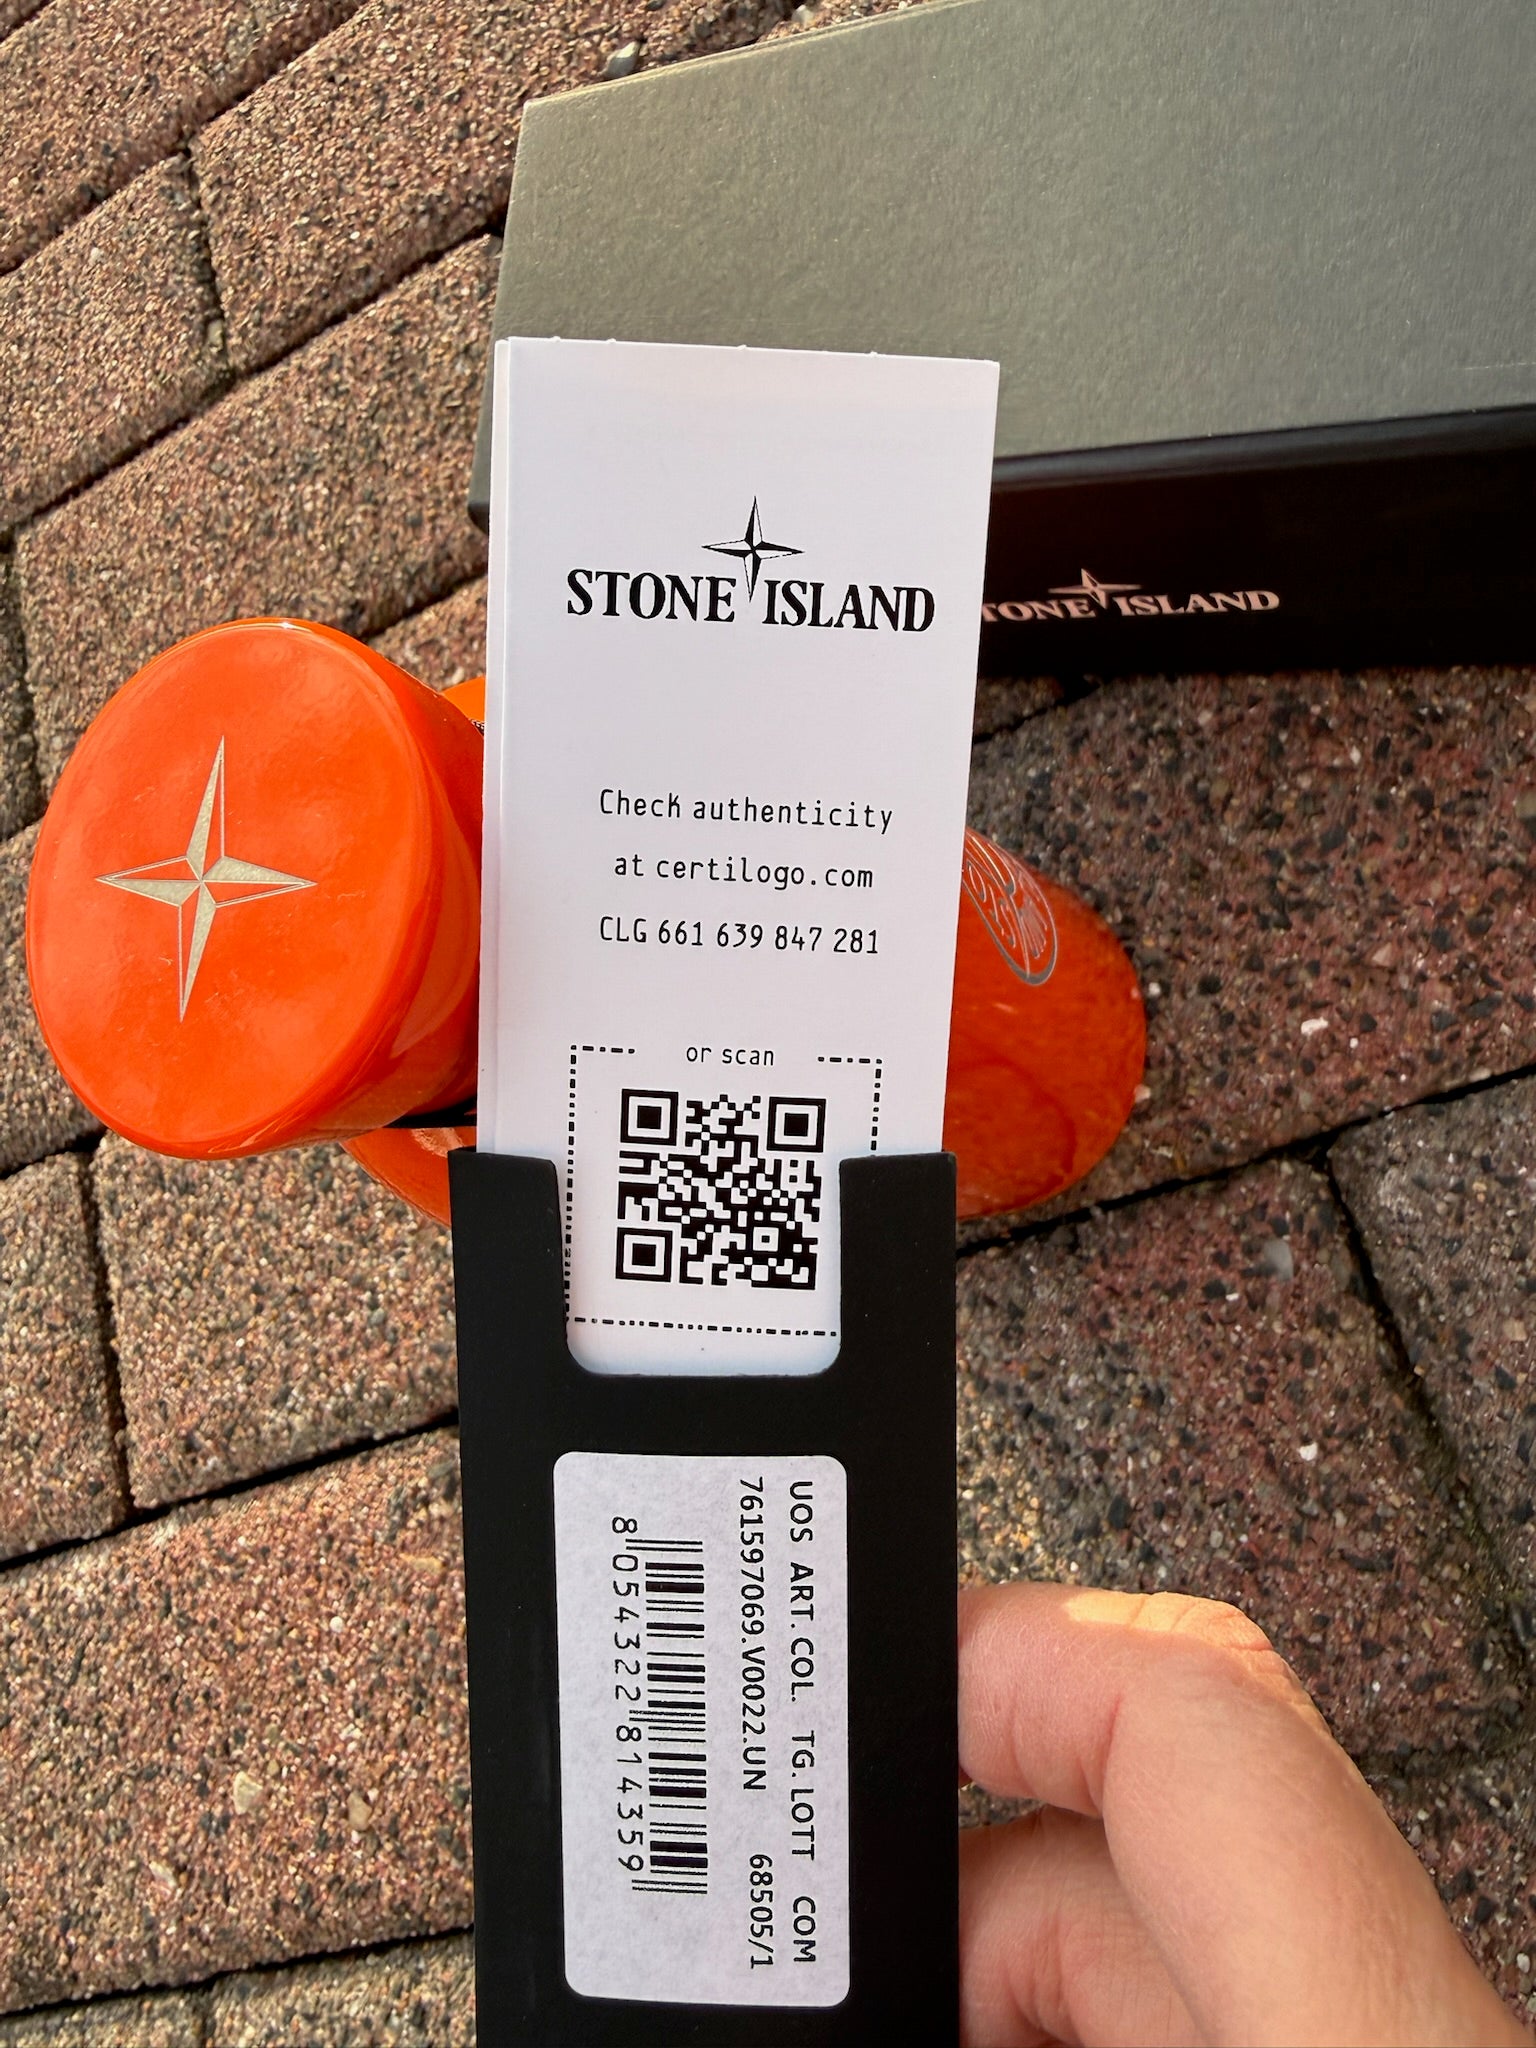 STONE ISLAND
TONE ISLAND
Check authenticity
at certilogo.com
CLG 661 639 847 281
or scan
UOS ART.COL. TG.LOTT COM
761597069.V0022.UN 68505/1
8 054322 814359